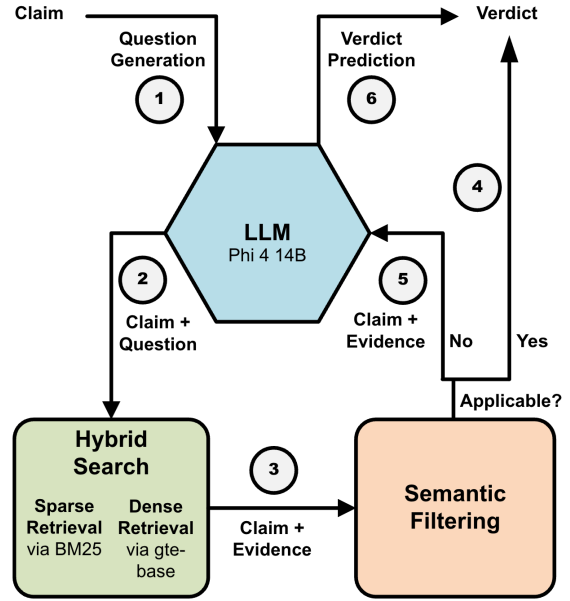 Claim
Verdict
Question
Generation
1
Verdict
Prediction
6
4
LLM
Phi 4 14B
2
Claim +
Question
5
Claim +
Evidence
No
Yes
Applicable?
Hybrid
Search
Sparse
Retrieval
via BM25
Dense
Retrieval
via gte-
base
3
Claim +
Evidence
Semantic
Filtering